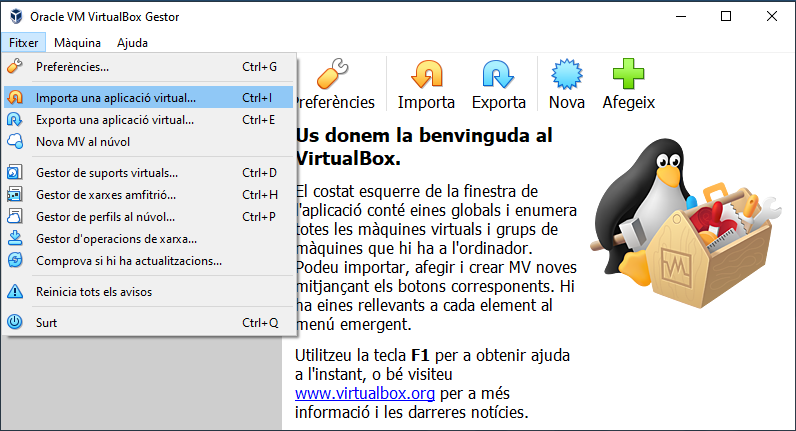 Oracle VM VirtualBox Gestor
Fitxer Màquina Ajuda
Preferències... Ctrl+G
Importa una aplicació virtual... Ctrl+I
Exporta una aplicació virtual... Ctrl+E
Nova MV al núvol
Gestor de suports virtuals... Ctrl+D
Gestor de xarxes amfitrió... Ctrl+H
Gestor de perfils al núvol... Ctrl+P
Gestor d'operacions de xarxa...
Comprova si hi ha actualitzacions...
Reinicia tots els avisos
Surt Ctrl+Q
Preferències Importa Exporta Nova Afegeix
Us donem la benvinguda al
VirtualBox.
El costat esquerre de la finestra de
l'aplicació conté eines globals i enumera
totes les màquines virtuals i grups de
màquines que hi ha a l'ordinador.
Podeu importar, afegir i crear MV noves
mitjançant els botons corresponents. Hi
ha eines rellevants a cada element al
menú emergent.
Utilitzeu la tecla F1 per a obtenir ajuda
a l'instant, o bé visiteu
www.virtualbox.org per a més
informació i les darreres notícies.